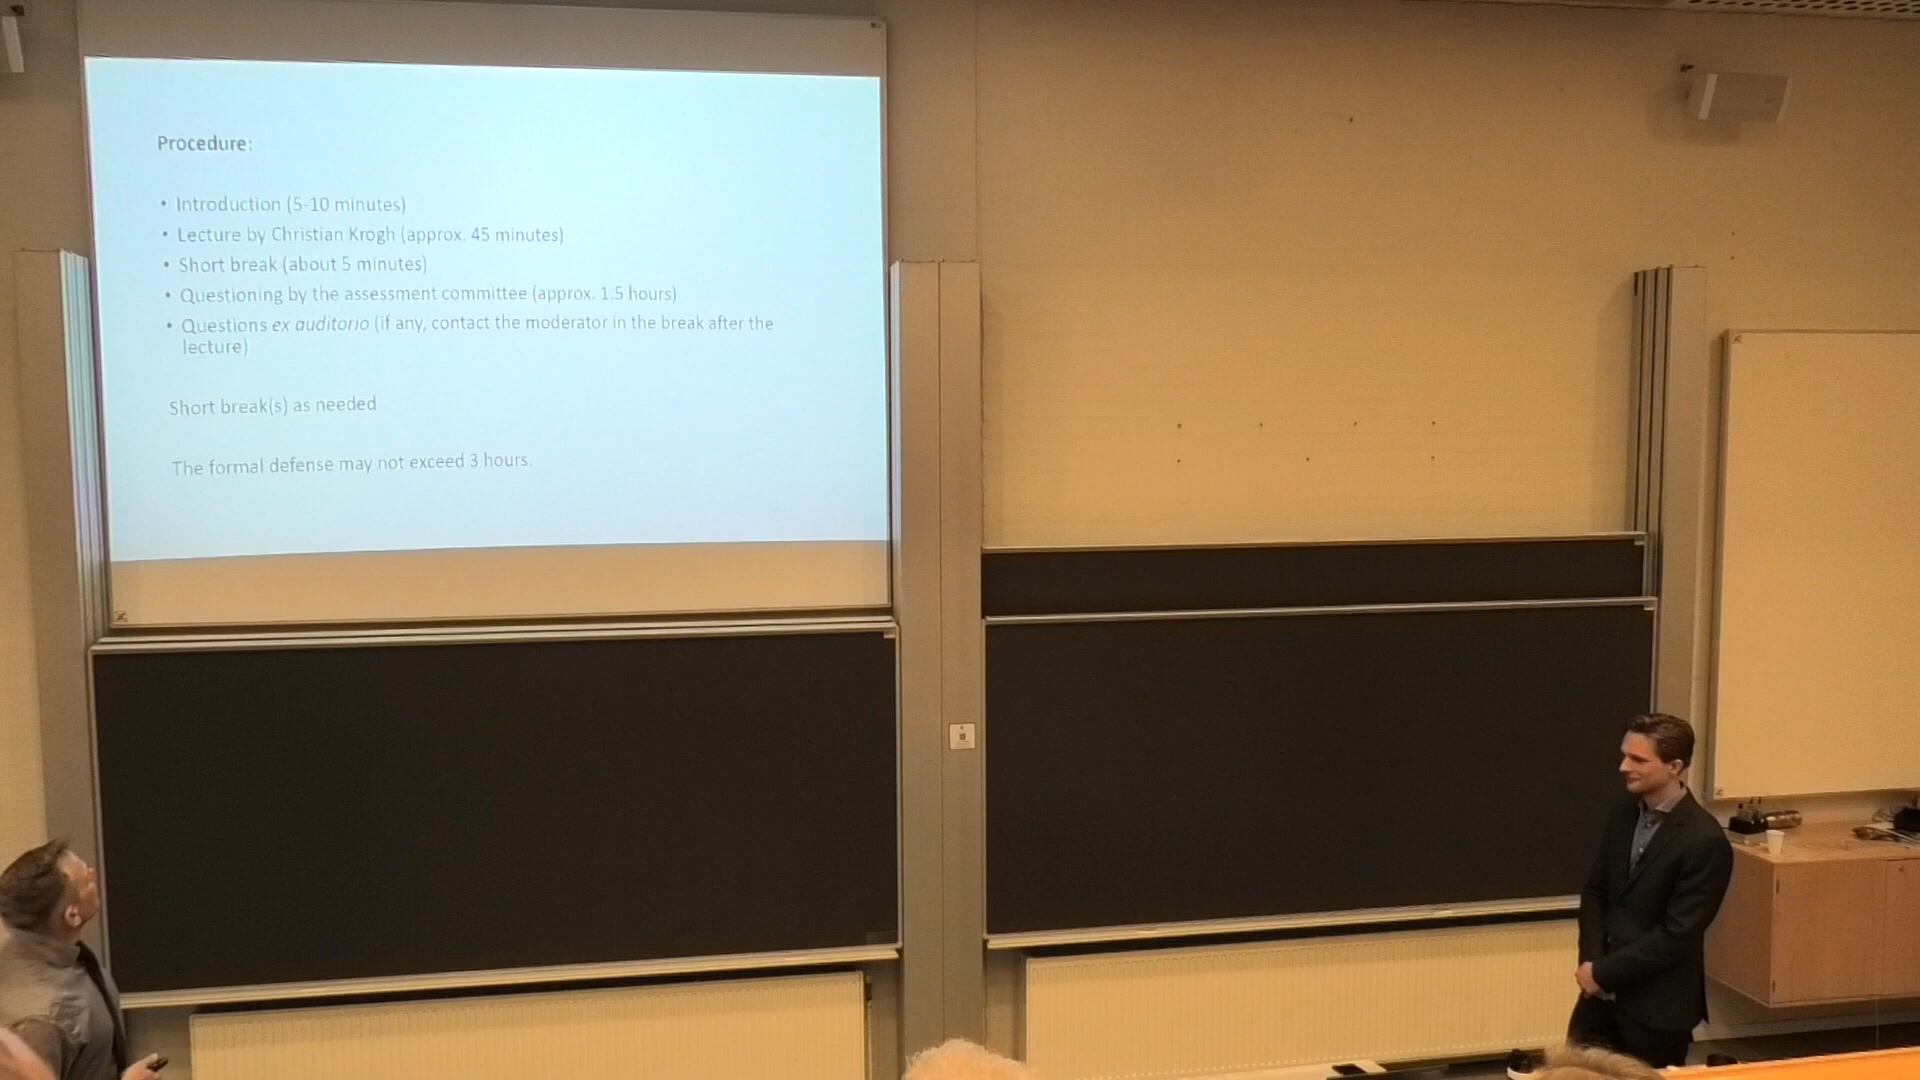 Procedure:
• Introduction (5-10 minutes)
• Lecture by Christian Krogh (approx. 45 minutes)
• Short break (about 5 minutes)
• Questioning by the assessment committee (approx. 1.5 hours)
• Questions ex auditorio (if any, contact the moderator in the break after the
lecture)
Short break(s) as needed
The formal defense may not exceed 3 hours.